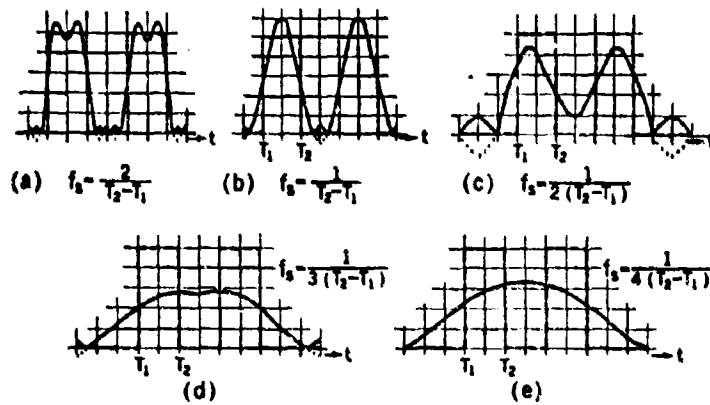 t
T₁ T₂
t
T₁ T₂
(a) fₛ= 2/(T₂-T₁)
(b) fₛ= 1/(T₂-T₁)
(c) fₛ= 1/(2(T₂-T₁))
fₛ= 1/(3(T₂-T₁))
fₛ= 1/(4(T₂-T₁))
T₁ T₂ t
T₁ T₂ t
(d)
(e)